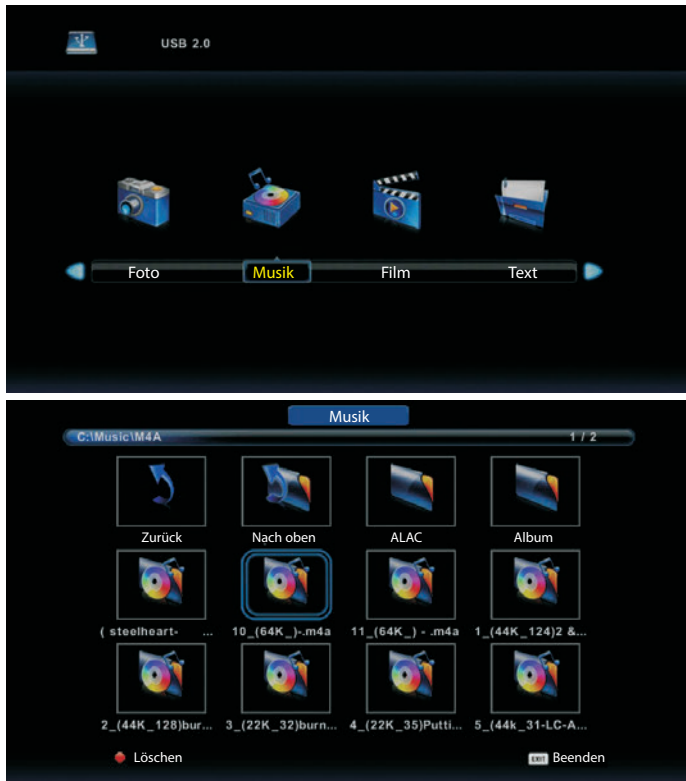 USB 2.0
Foto Musik Film Text
Musik
C:\Music\M4A 1 / 2
Zurück Nach oben ALAC Album
( steelheart- ... 10_(64K_)-.m4a 11_(64K_) - .m4a 1_(44K_124)2 &...
2_(44K_128)bur... 3_(22K_32)burn... 4_(22K_35)Putti... 5_(44k_31-LC-A...
Löschen EXIT Beenden